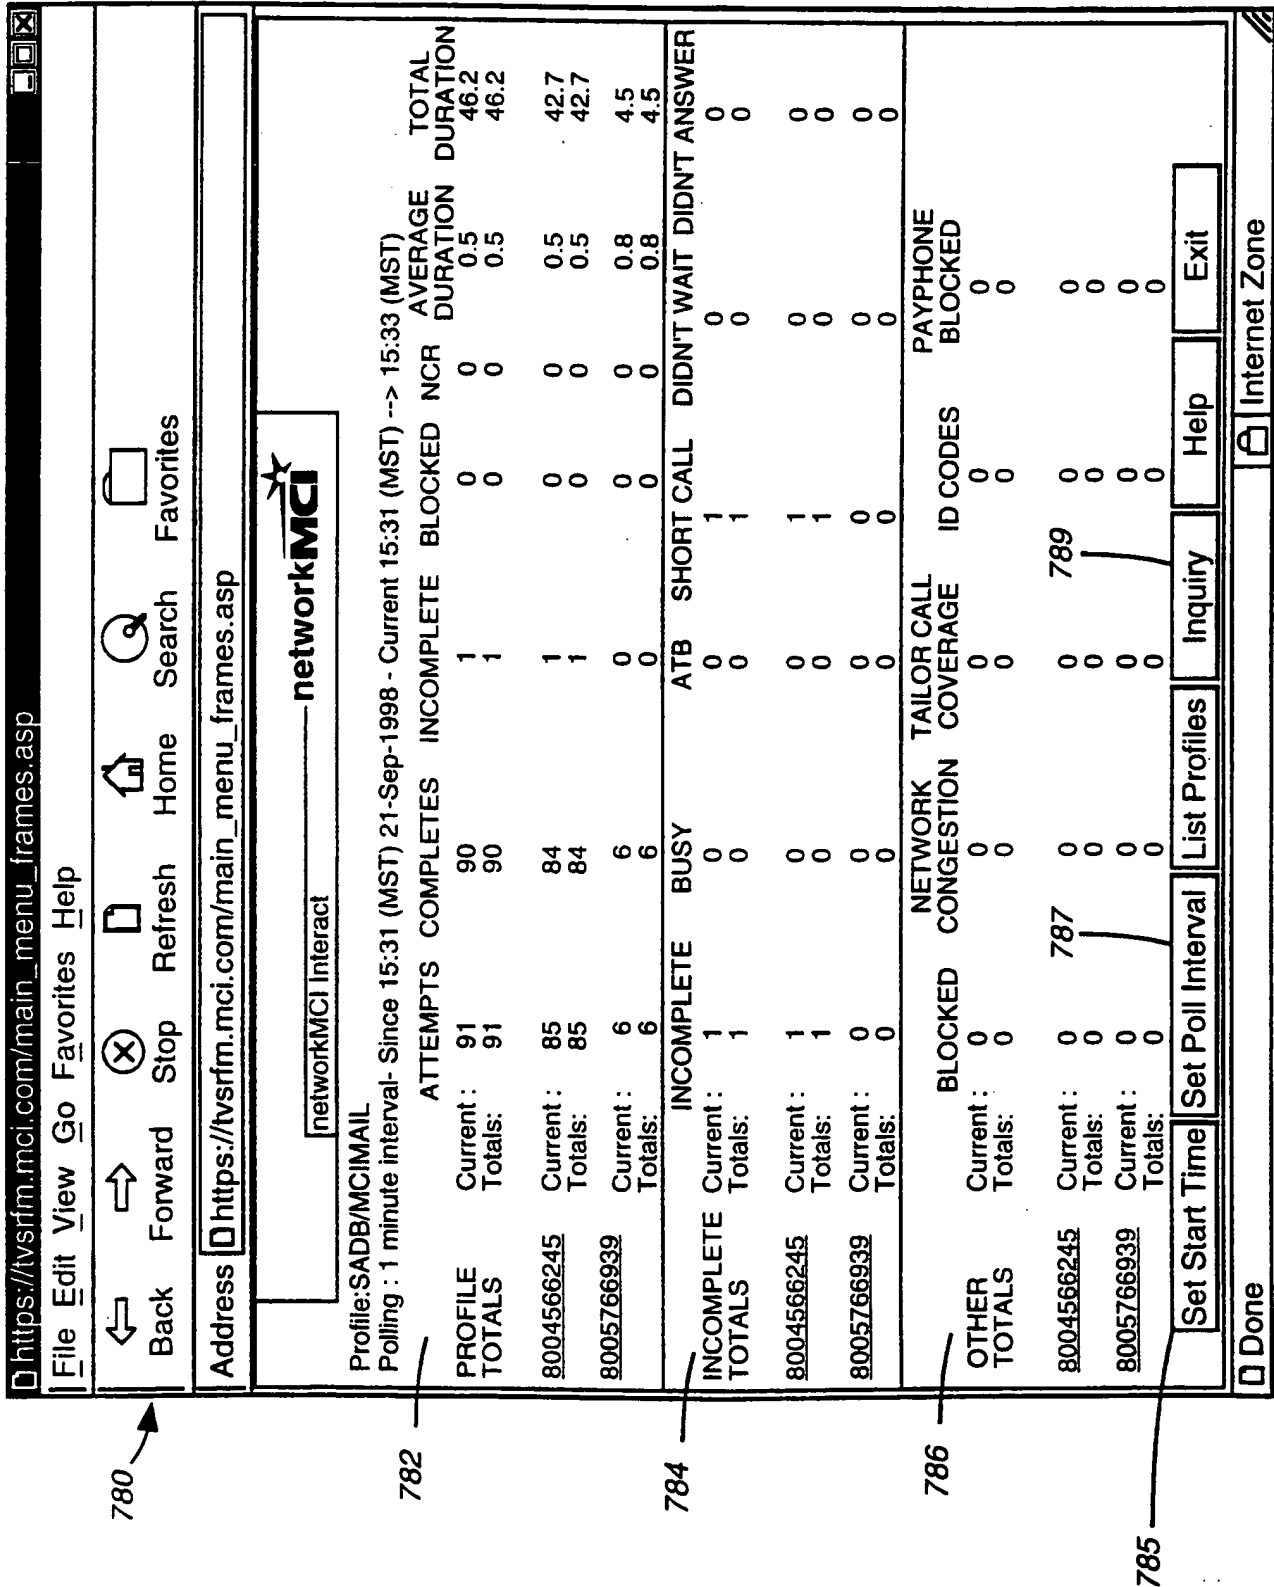 https://tvsrfm.mci.com/main_menu_frames.asp
File Edit View Go Favorites Help
Back Forward Stop Refresh Home Search Favorites
Address https://tvsrfm.mci.com/main_menu_frames.asp
networkMCI Interact networkMCI
Profile:SADB/MCIMAIL
Polling : 1 minute interval- Since 15:31 (MST) 21-Sep-1998 - Current 15:31 (MST) --> 15:33 (MST)
AVERAGE TOTAL
ATTEMPTS COMPLETES INCOMPLETE BLOCKED NCR DURATION DURATION
PROFILE Current : 91 90 1 0 0 0.5 46.2
TOTALS Totals: 91 90 1 0 0 0.5 46.2
8004566245 Current : 85 84 1 0 0 0.5 42.7
Totals: 85 84 1 0 0 0.5 42.7
8005766939 Current : 6 6 0 0 0 0.8 4.5
Totals: 6 6 0 0 0 0.8 4.5
INCOMPLETE BUSY ATB SHORT CALL DIDN'T WAIT DIDN'T ANSWER
INCOMPLETE Current : 1 0 0 1 0 0
TOTALS Totals: 1 0 0 1 0 0
8004566245 Current : 1 0 0 1 0 0
Totals: 1 0 0 1 0 0
8005766939 Current : 0 0 0 0 0 0
Totals: 0 0 0 0 0 0
NETWORK TAILOR CALL PAYPHONE
BLOCKED CONGESTION COVERAGE ID CODES BLOCKED
OTHER Current : 0 0 0 0 0
TOTALS Totals: 0 0 0 0 0
8004566245 Current : 0 0 0 0 0
Totals: 0 0 0 0 0
8005766939 Current : 0 0 0 0 0
Totals: 0 0 0 0 0
Set Start Time Set Poll Interval List Profiles Inquiry Help Exit
Done Internet Zone
780
782
784
786
785
787
789